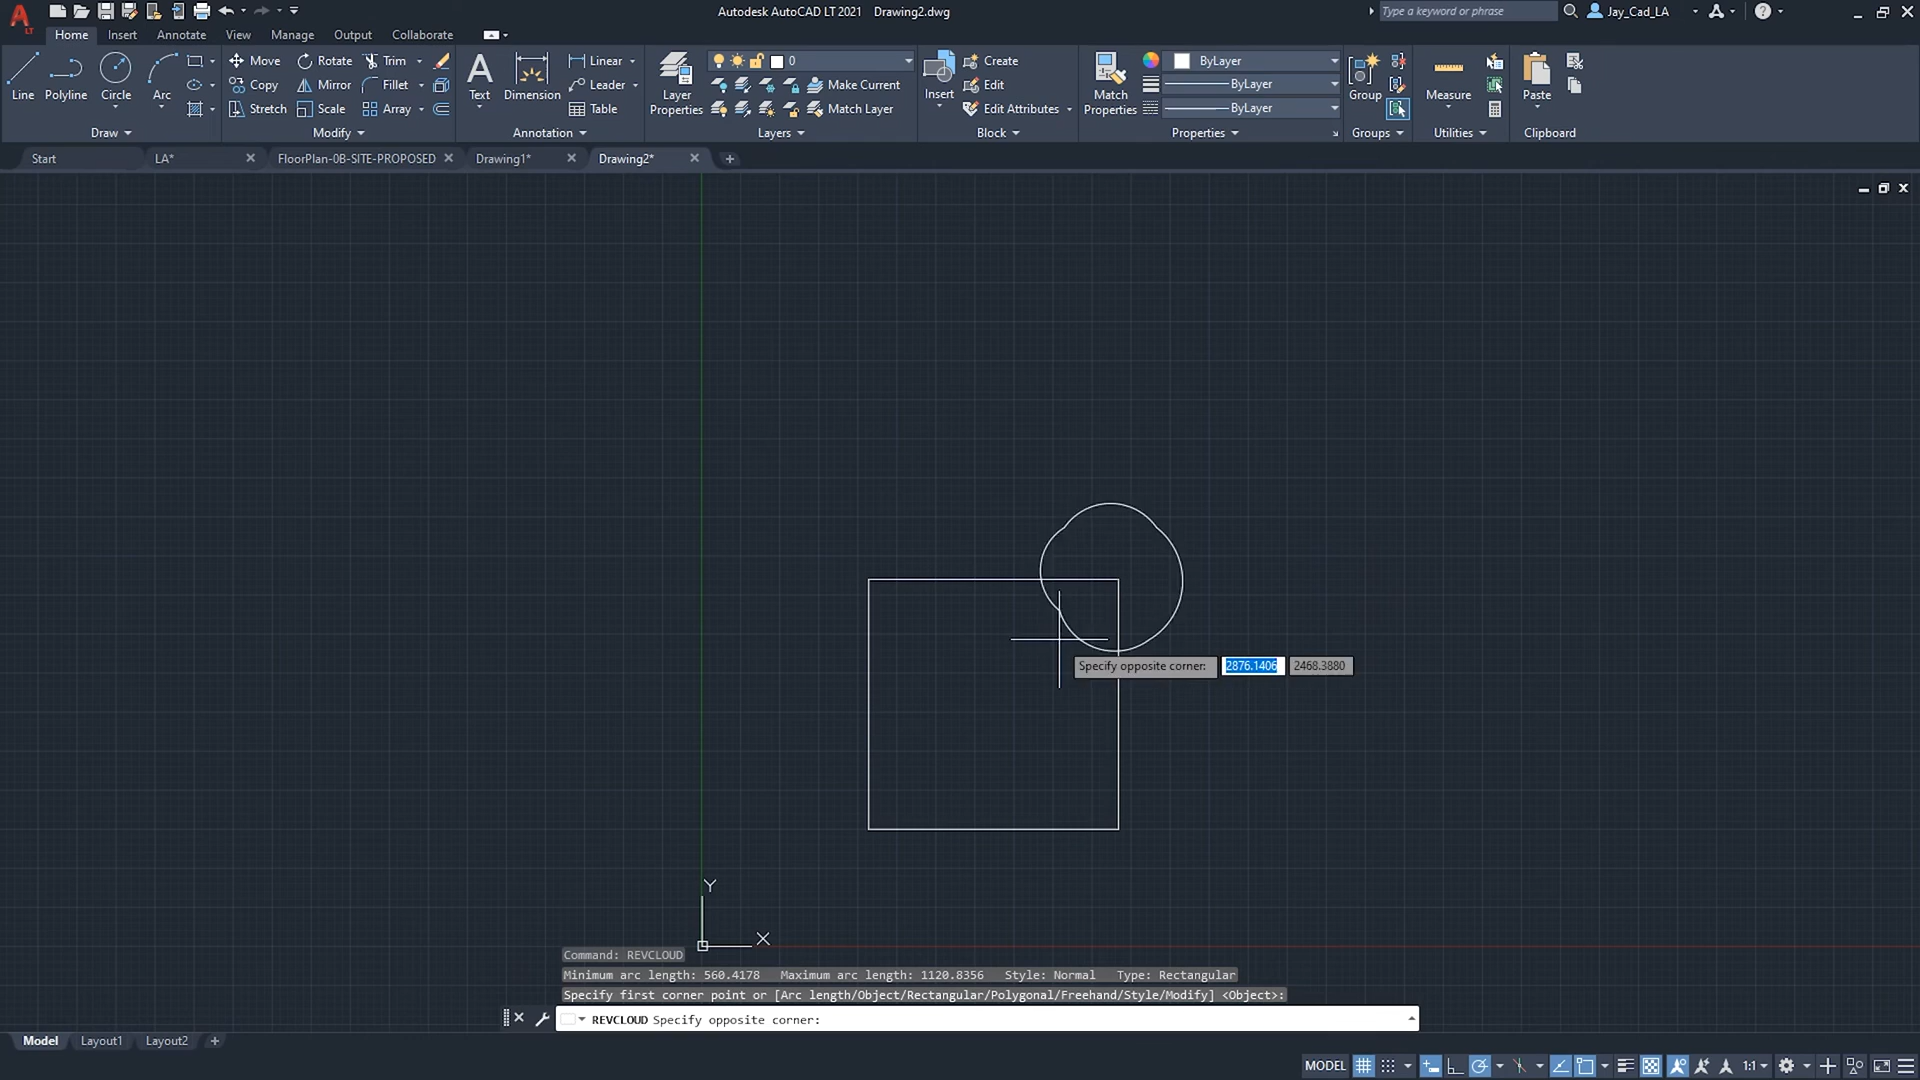 Autodesk AutoCAD LT 2021 Drawing2.dwg Type a keyword or phrase Jay_Cad_LA
LT
Home Insert Annotate View Manage Output Collaborate
Line Polyline Circle Arc
Move Rotate Trim
Copy Mirror Fillet
Stretch Scale Array
Text Dimension
Linear
Leader
Table
Layer
Properties
0
Make Current
Match Layer
Insert
Create
Edit
Edit Attributes
Match
Properties
ByLayer
ByLayer
ByLayer
Group Measure Paste
Draw Modify Annotation Layers Block Properties Groups Utilities Clipboard
Start LA* FloorPlan-0B-SITE-PROPOSED Drawing1* Drawing2*
Specify opposite corner: 2876.1406 2468.3880
Y
X
Command: REVCLOUD
Minimum arc length: 560.4178 Maximum arc length: 1120.8356 Style: Normal Type: Rectangular
Specify first corner point or [Arc length/Object/Rectangular/Polygonal/Freehand/Style/Modify] <Object>:
REVCLOUD Specify opposite corner:
Model Layout1 Layout2
MODEL 1:1